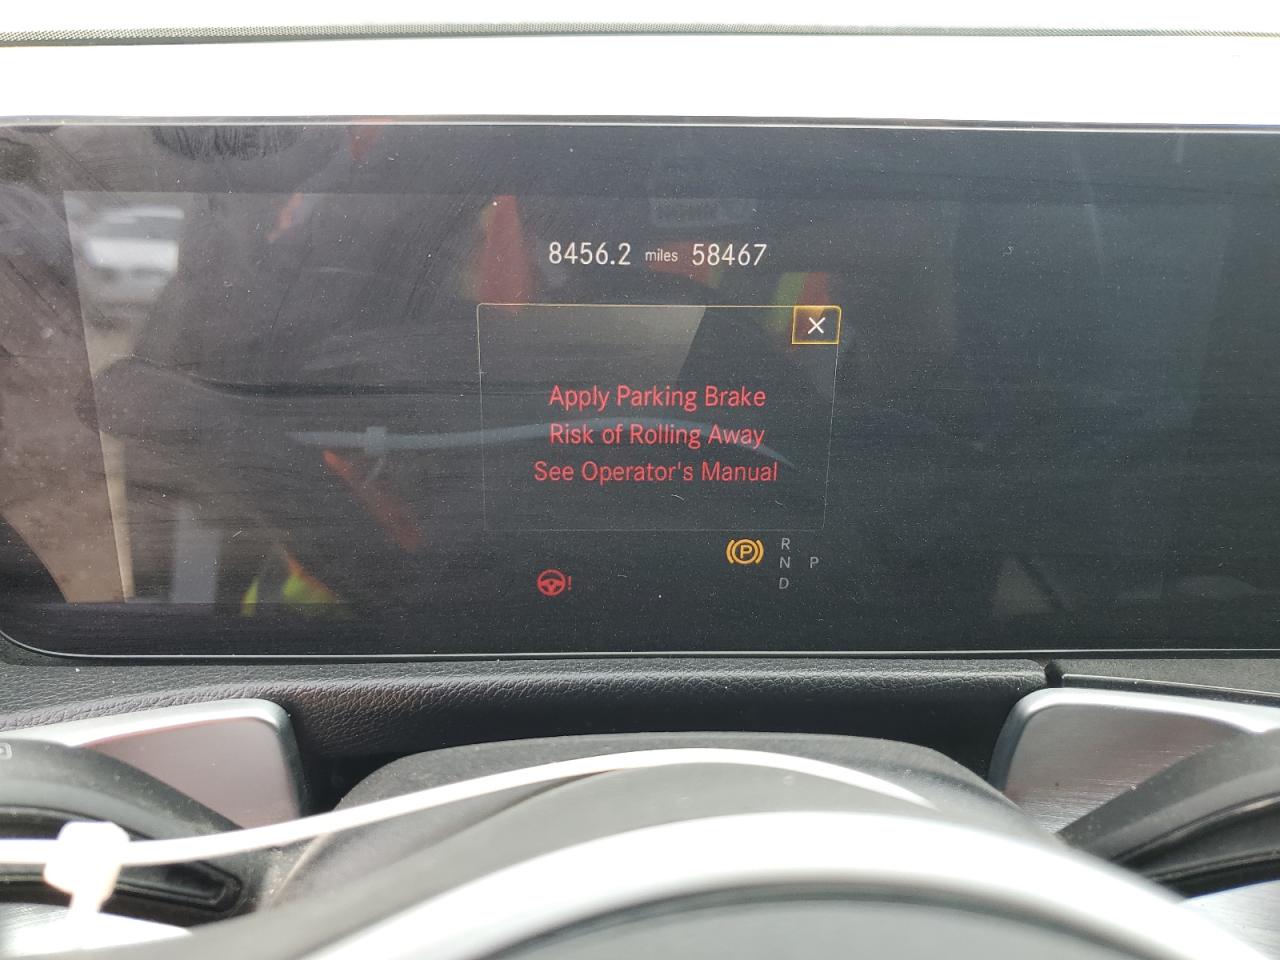 8456.2 miles 58467
X
Apply Parking Brake
Risk of Rolling Away
See Operator's Manual
P R
N P
!
D